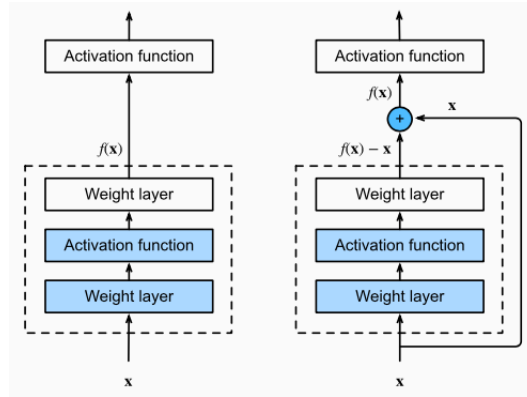 Activation function
f(x)
Weight layer
Activation function
Weight layer
x
Activation function
f(x)
x
+
f(x) − x
Weight layer
Activation function
Weight layer
x